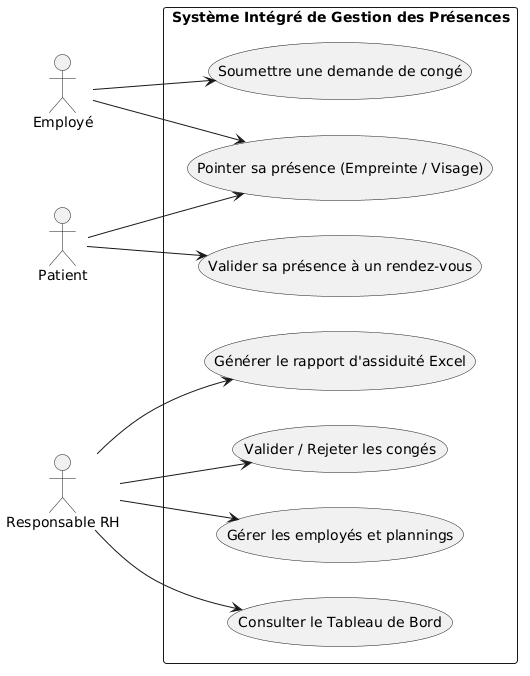 Système Intégré de Gestion des Présences
Soumettre une demande de congé
Employé
Pointer sa présence (Empreinte / Visage)
Patient
Valider sa présence à un rendez-vous
Générer le rapport d'assiduité Excel
Valider / Rejeter les congés
Responsable RH
Gérer les employés et plannings
Consulter le Tableau de Bord